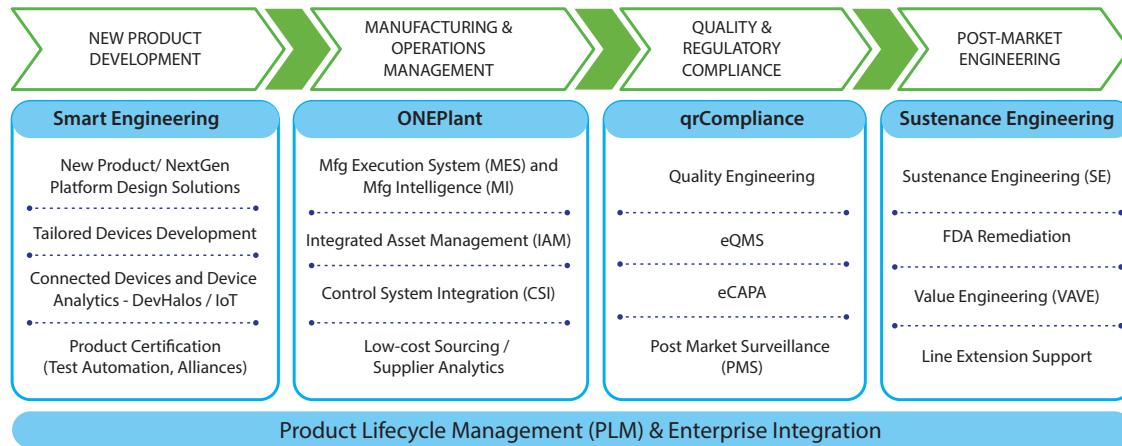 NEW PRODUCT
DEVELOPMENT
MANUFACTURING &
OPERATIONS
MANAGEMENT
QUALITY &
REGULATORY
COMPLIANCE
POST-MARKET
ENGINEERING
Smart Engineering
New Product/ NextGen
Platform Design Solutions
Tailored Devices Development
Connected Devices and Device
Analytics - DevHalos / IoT
Product Certification
(Test Automation, Alliances)
ONEPlant
Mfg Execution System (MES) and
Mfg Intelligence (MI)
Integrated Asset Management (IAM)
Control System Integration (CSI)
Low-cost Sourcing /
Supplier Analytics
qrCompliance
Quality Engineering
eQMS
eCAPA
Post Market Surveillance
(PMS)
Sustenance Engineering
Sustenance Engineering (SE)
FDA Remediation
Value Engineering (VAVE)
Line Extension Support
Product Lifecycle Management (PLM) & Enterprise Integration